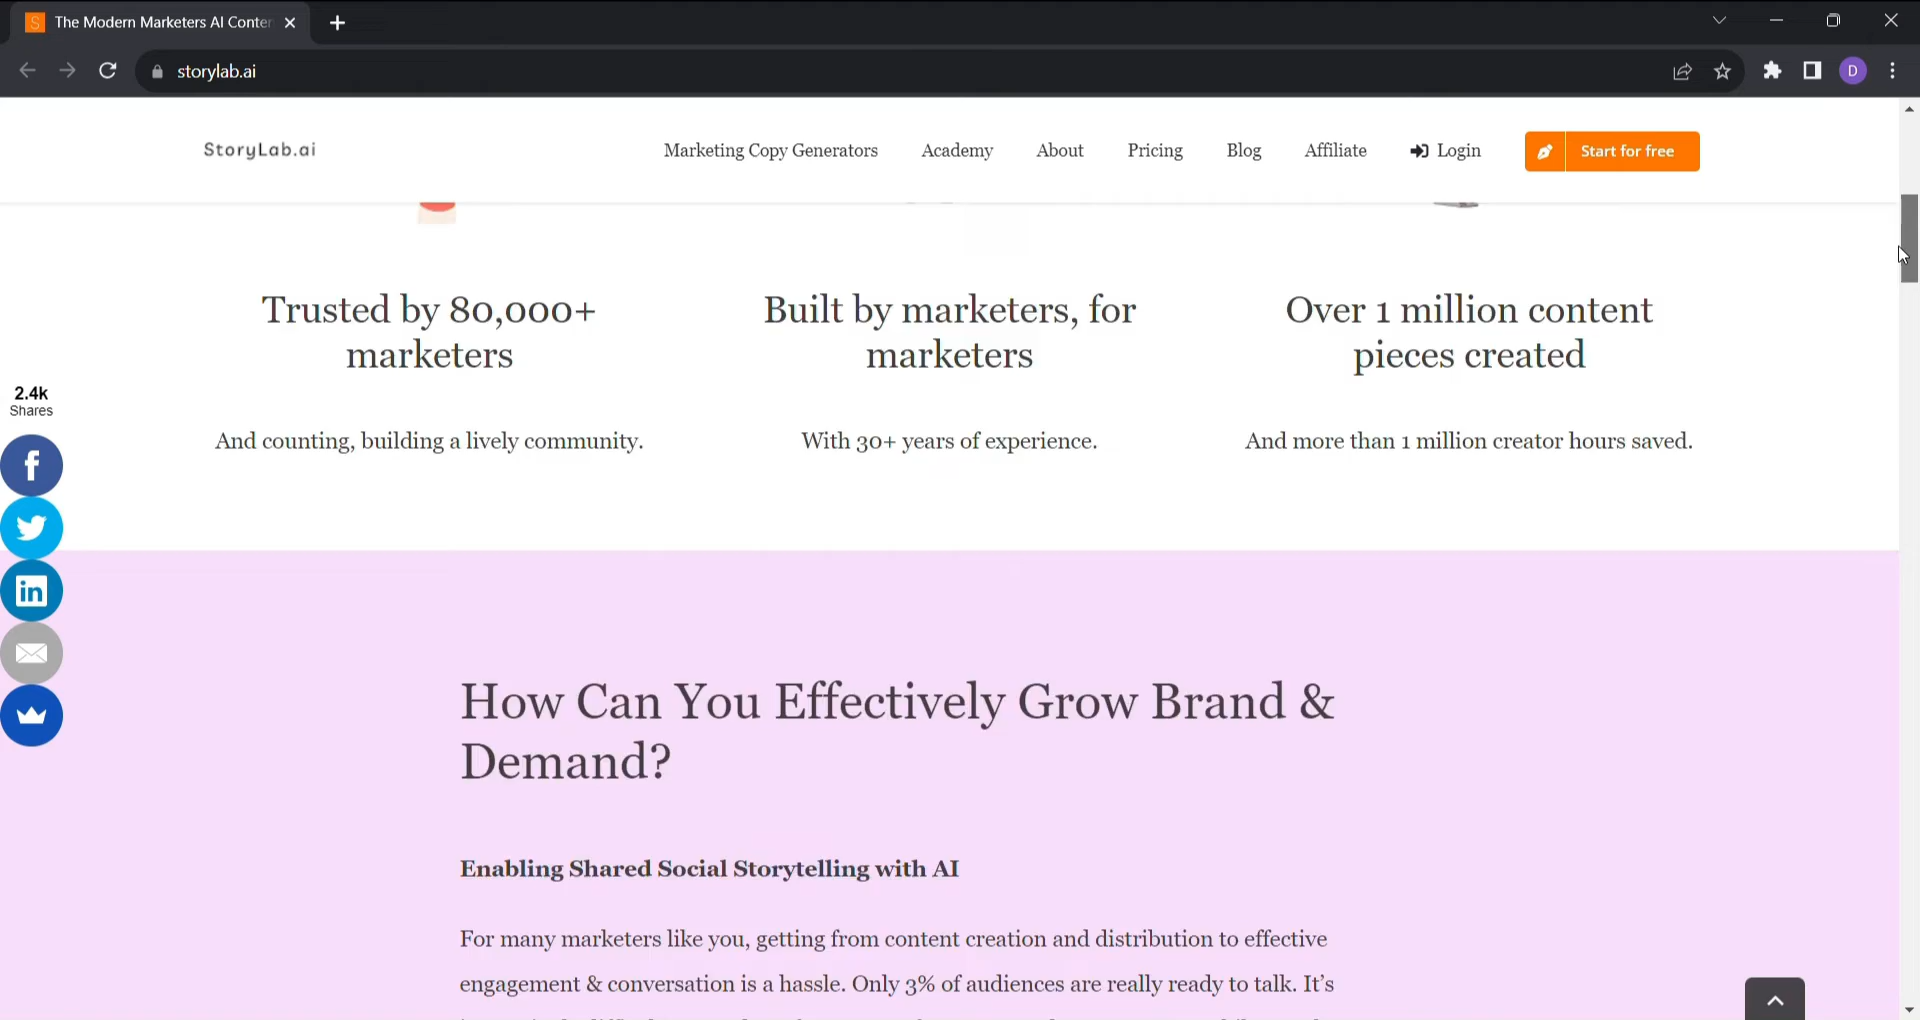 The Modern Marketers AI Conten
storylab.ai
D
StoryLab.ai
Marketing Copy Generators Academy About Pricing Blog Affiliate Login Start for free
Trusted by 80,000+ marketers
Built by marketers, for marketers
Over 1 million content pieces created
And counting, building a lively community.
With 30+ years of experience.
And more than 1 million creator hours saved.
2.4k
Shares
How Can You Effectively Grow Brand &
Demand?
Enabling Shared Social Storytelling with AI
For many marketers like you, getting from content creation and distribution to effective
engagement & conversation is a hassle. Only 3% of audiences are really ready to talk. It’s